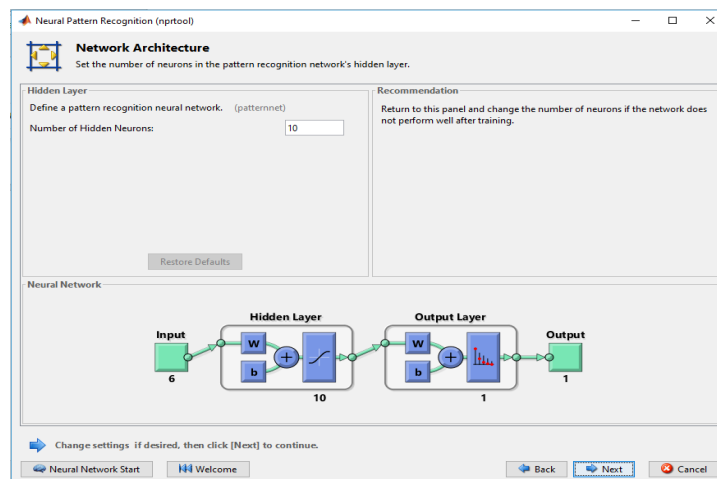 Neural Pattern Recognition (nprtool)
Network Architecture
Set the number of neurons in the pattern recognition network's hidden layer.
Hidden Layer
Define a pattern recognition neural network. (patternnet)
Number of Hidden Neurons: 10
Restore Defaults
Recommendation
Return to this panel and change the number of neurons if the network does
not perform well after training.
Neural Network
Hidden Layer Output Layer
Input Output
W W
b b
6 1
10 1
Change settings if desired, then click [Next] to continue.
Neural Network Start Welcome Back Next Cancel